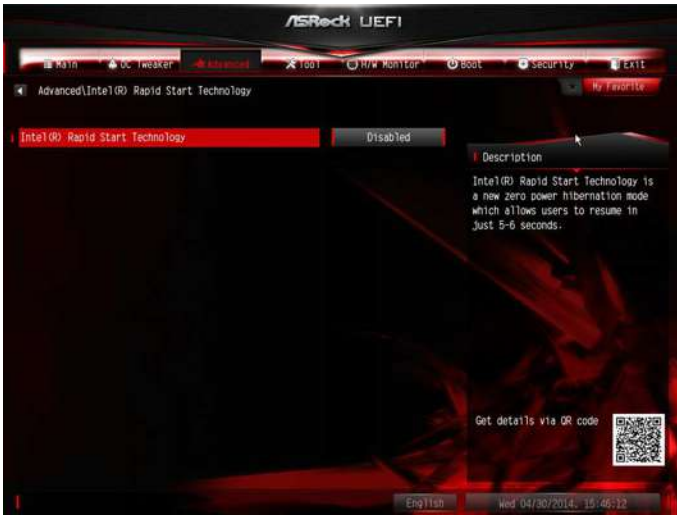 ASRock UEFI
Main OC Tweaker Advanced Tool H/W Monitor Boot Security Exit
Advanced\Intel(R) Rapid Start Technology
My Favorite
Intel(R) Rapid Start Technology Disabled
Description
Intel(R) Rapid Start Technology is
a new zero power hibernation mode
which allows users to resume in
just 5-6 seconds.
Get details via QR code
English Wed 04/30/2014, 15:46:12